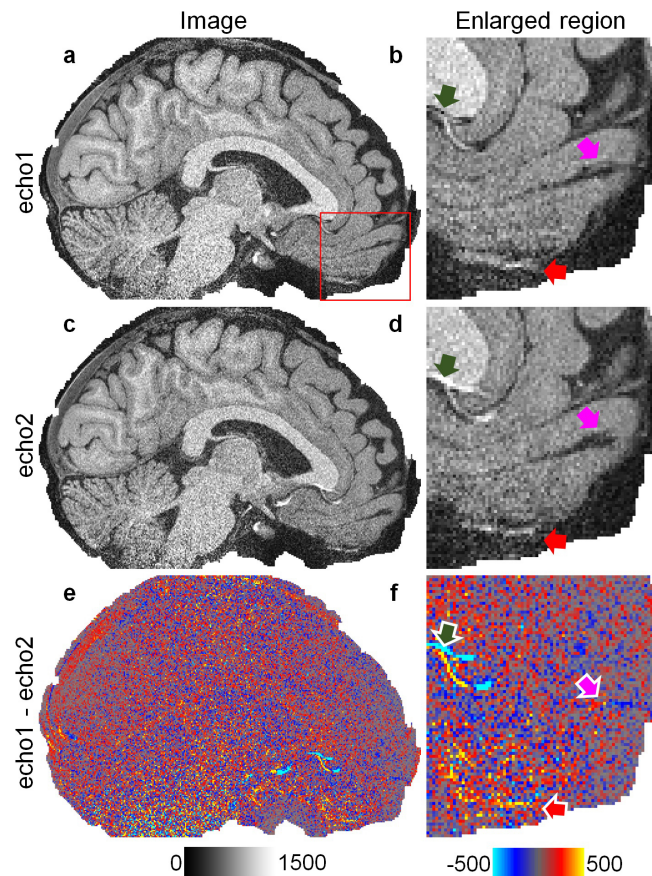 Image
Enlarged region
a
b
echo1
c
d
echo2
e
f
echo1 - echo2
0
1500
-500
500